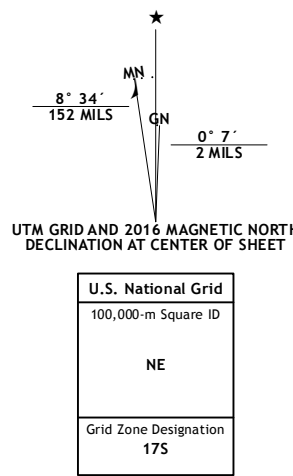 ★
MN
8° 34´
152 MILS
GN
0° 7´
2 MILS
UTM GRID AND 2016 MAGNETIC NORTH
DECLINATION AT CENTER OF SHEET
U.S. National Grid
100,000-m Square ID
NE
Grid Zone Designation
17S